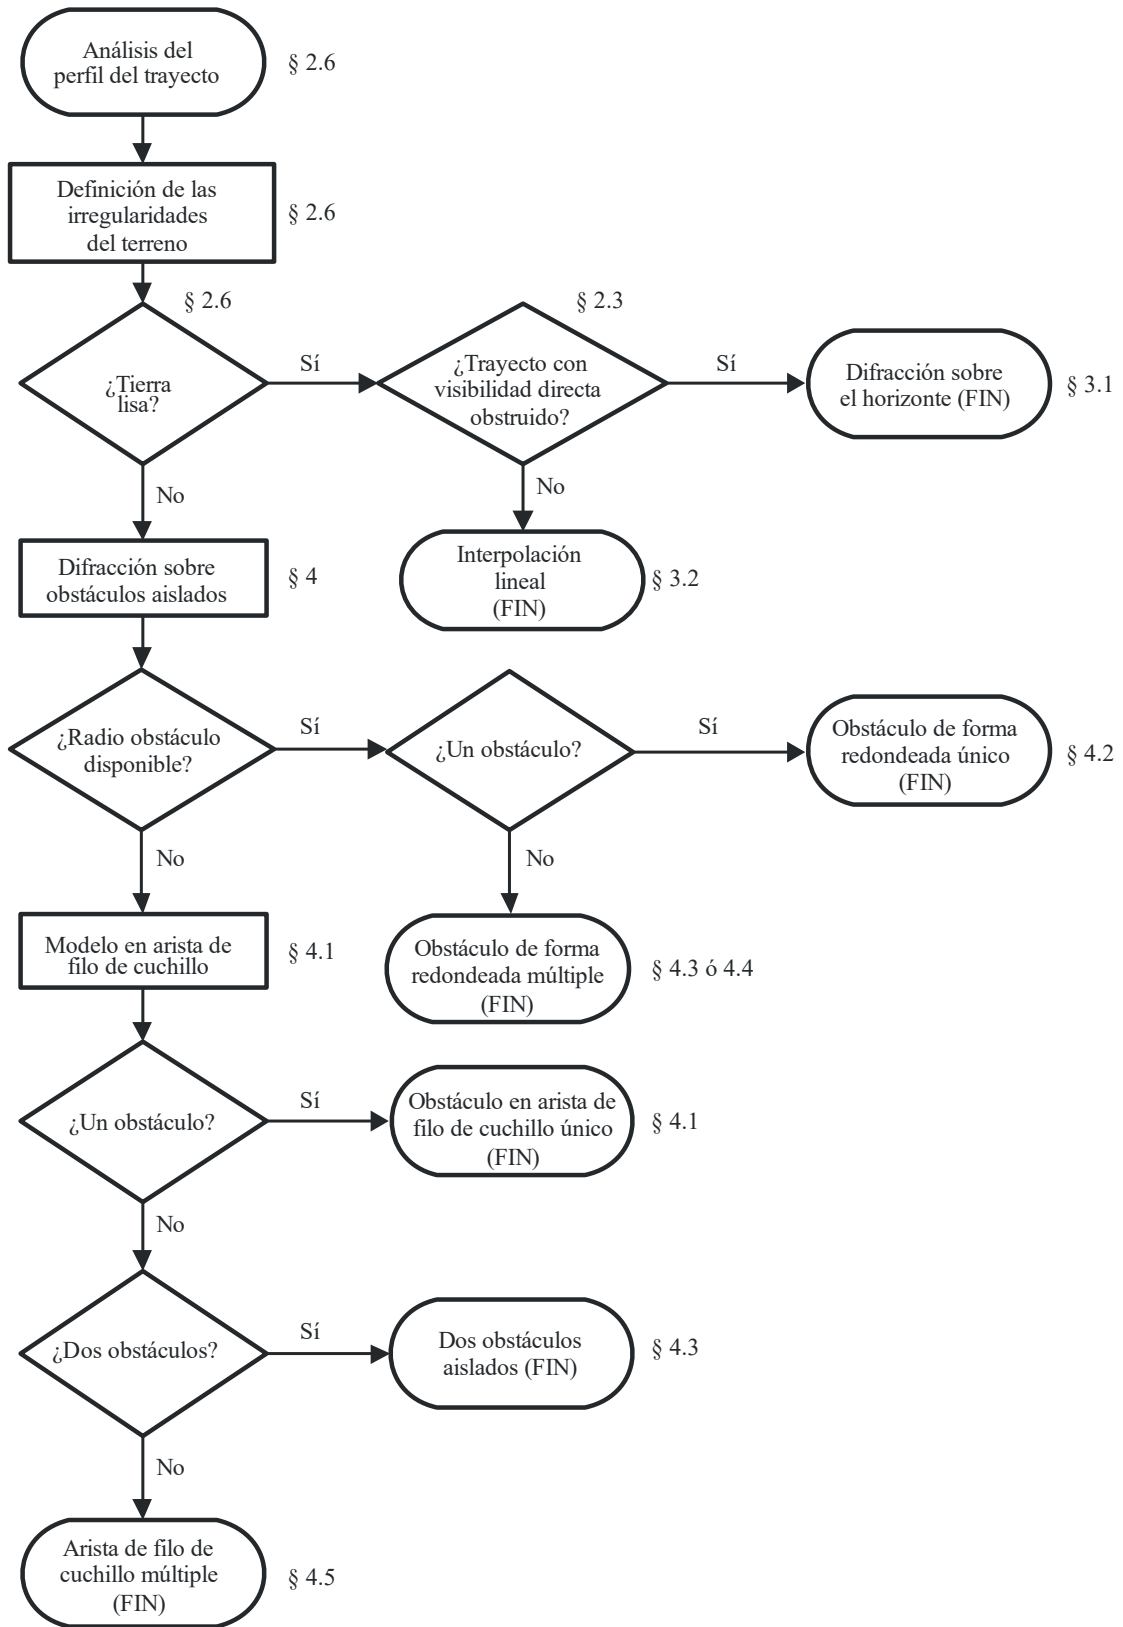 Análisis del
perfil del trayecto
§ 2.6
Definición de las
irregularidades
del terreno
§ 2.6
§ 2.6
¿Tierra
lisa?
Sí
§ 2.3
¿Trayecto con
visibilidad directa
obstruido?
Sí
Difracción sobre
el horizonte (FIN)
§ 3.1
No
No
Interpolación
lineal
(FIN)
§ 3.2
Difracción sobre
obstáculos aislados
§ 4
¿Radio obstáculo
disponible?
Sí
¿Un obstáculo?
Sí
Obstáculo de forma
redondeada único
(FIN)
§ 4.2
No
No
Modelo en arista de
filo de cuchillo
§ 4.1
Obstáculo de forma
redondeada múltiple
(FIN)
§ 4.3 ó 4.4
¿Un obstáculo?
Sí
Obstáculo en arista de
filo de cuchillo único
(FIN)
§ 4.1
No
¿Dos obstáculos?
Sí
Dos obstáculos
aislados (FIN)
§ 4.3
No
Arista de filo de
cuchillo múltiple
(FIN)
§ 4.5